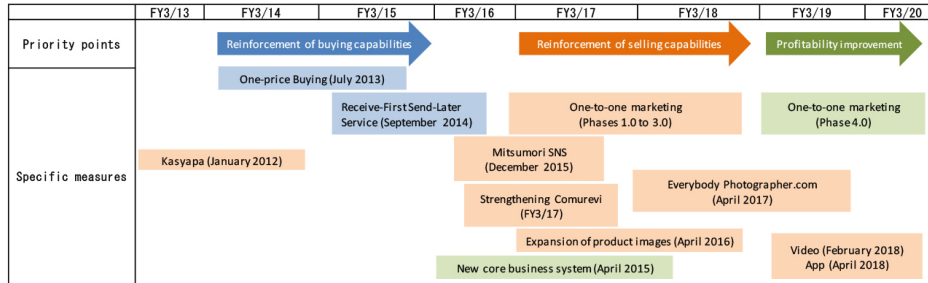 FY3/13 FY3/14 FY3/15 FY3/16 FY3/17 FY3/18 FY3/19 FY3/20
Priority points
Reinforcement of buying capabilities
Reinforcement of selling capabilities
Profitability improvement
Specific measures
One-price Buying (July 2013)
Receive-First Send-Later
Service (September 2014)
One-to-one marketing
(Phases 1.0 to 3.0)
One-to-one marketing
(Phase 4.0)
Kasyapa (January 2012)
Mitsumori SNS
(December 2015)
Everybody Photographer.com
(April 2017)
Strengthening Comurevi
(FY3/17)
Expansion of product images (April 2016)
Video (February 2018)
App (April 2018)
New core business system (April 2015)